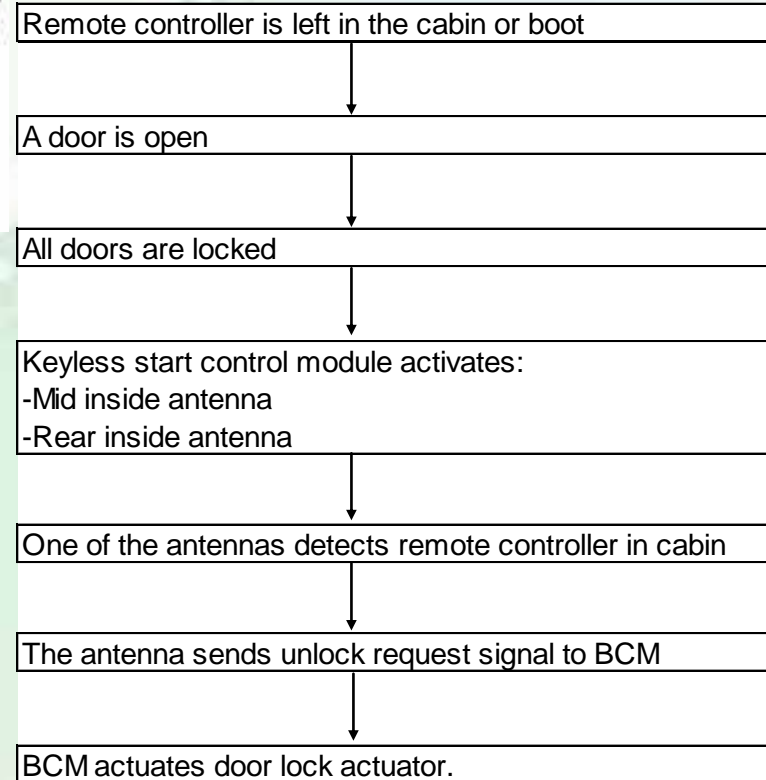 Remote controller is left in the cabin or boot
A door is open
All doors are locked
Keyless start control module activates:
-Mid inside antenna
-Rear inside antenna
One of the antennas detects remote controller in cabin
The antenna sends unlock request signal to BCM
BCM actuates door lock actuator.